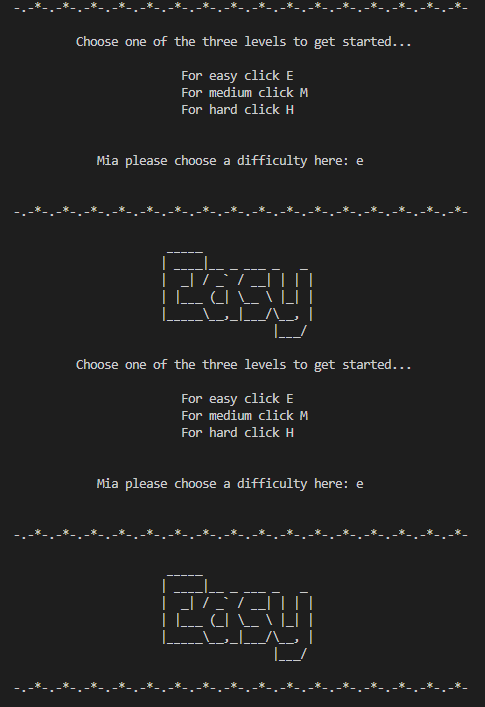 -.-*-.-*-.-*-.-*-.-*-.-*-.-*-.-*-.-*-.-*-.-*-.-*-.-*-.-*-.-*-.-*-
Choose one of the three levels to get started...
For easy click E
For medium click M
For hard click H
Mia please choose a difficulty here: e
-.-*-.-*-.-*-.-*-.-*-.-*-.-*-.-*-.-*-.-*-.-*-.-*-.-*-.-*-.-*-.-*-
Easy
Choose one of the three levels to get started...
For easy click E
For medium click M
For hard click H
Mia please choose a difficulty here: e
-.-*-.-*-.-*-.-*-.-*-.-*-.-*-.-*-.-*-.-*-.-*-.-*-.-*-.-*-.-*-.-*-
Easy
-.-*-.-*-.-*-.-*-.-*-.-*-.-*-.-*-.-*-.-*-.-*-.-*-.-*-.-*-.-*-.-*-